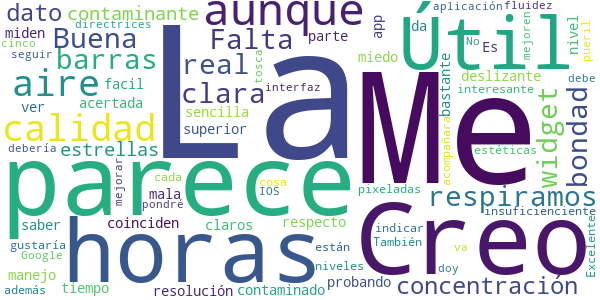 dato
directrices
contaminante
aunque
aplicación
fluidez
miden
Buena
Falta
parte
app
da
Útil
No
mejoren
nivel
pueril
cinco
seguir
barras
real
La
miedo
Es
aire
facil
clara
tosca
interfaz
Me
bastante
deslizante
debe
ver
acertada
sencilla
interesante
calidad
superior
acompañara
widget
bondad
debería
estrellas
estéticas
parece
mejorar
cada
mala
pondré
cosa
IOS
pixeladas
respiramos
saber
horas
coinciden
claros
respecto
Creo
indicar
insuficienciente
También
gustaría
Google
están
niveles
va
Excelente
manejo
tiempo
contaminado
probando
doy
además
resolución
concentración